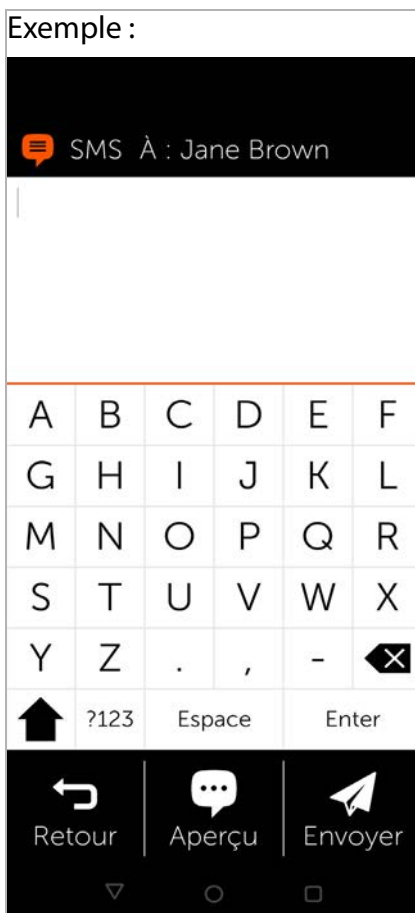 Exemple :
SMS À : Jane Brown
A B C D E F
G H I J K L
M N O P Q R
S T U V W X
Y Z . , -
?123 Espace Enter
Retour Aperçu Envoyer